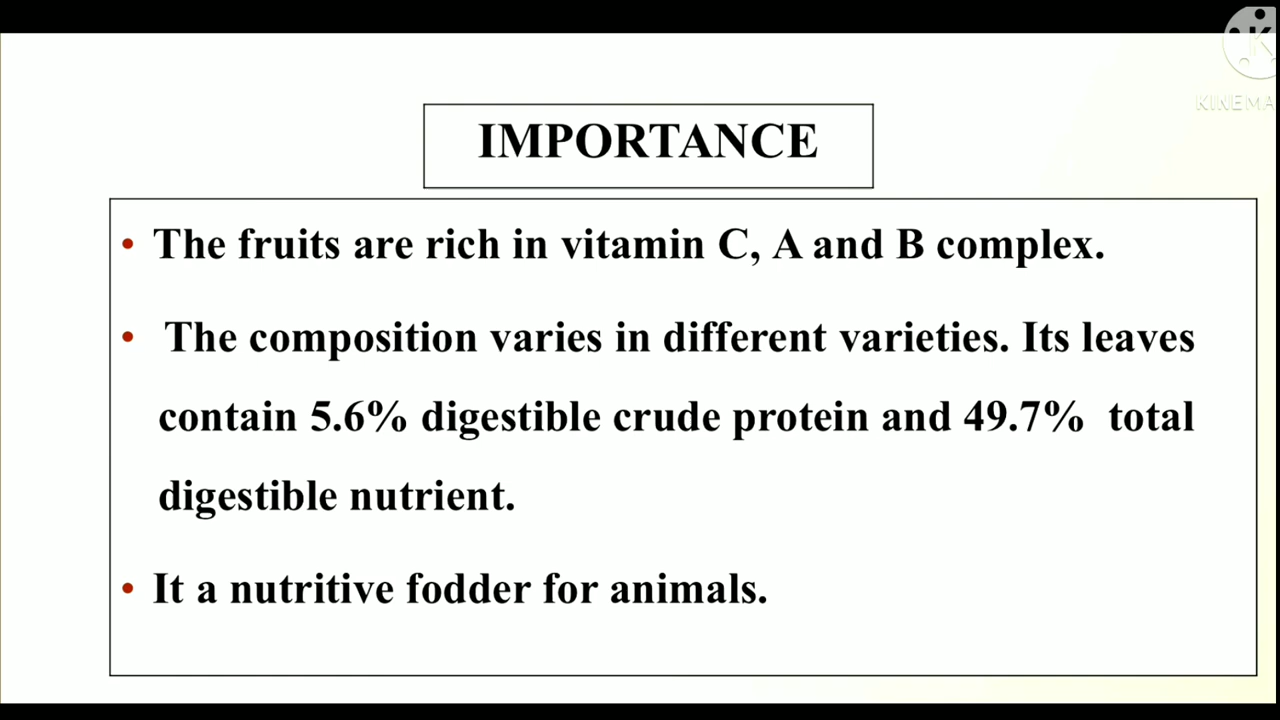 KINEMA
IMPORTANCE
• The fruits are rich in vitamin C, A and B complex.
• The composition varies in different varieties. Its leaves
contain 5.6% digestible crude protein and 49.7% total
digestible nutrient.
• It a nutritive fodder for animals.